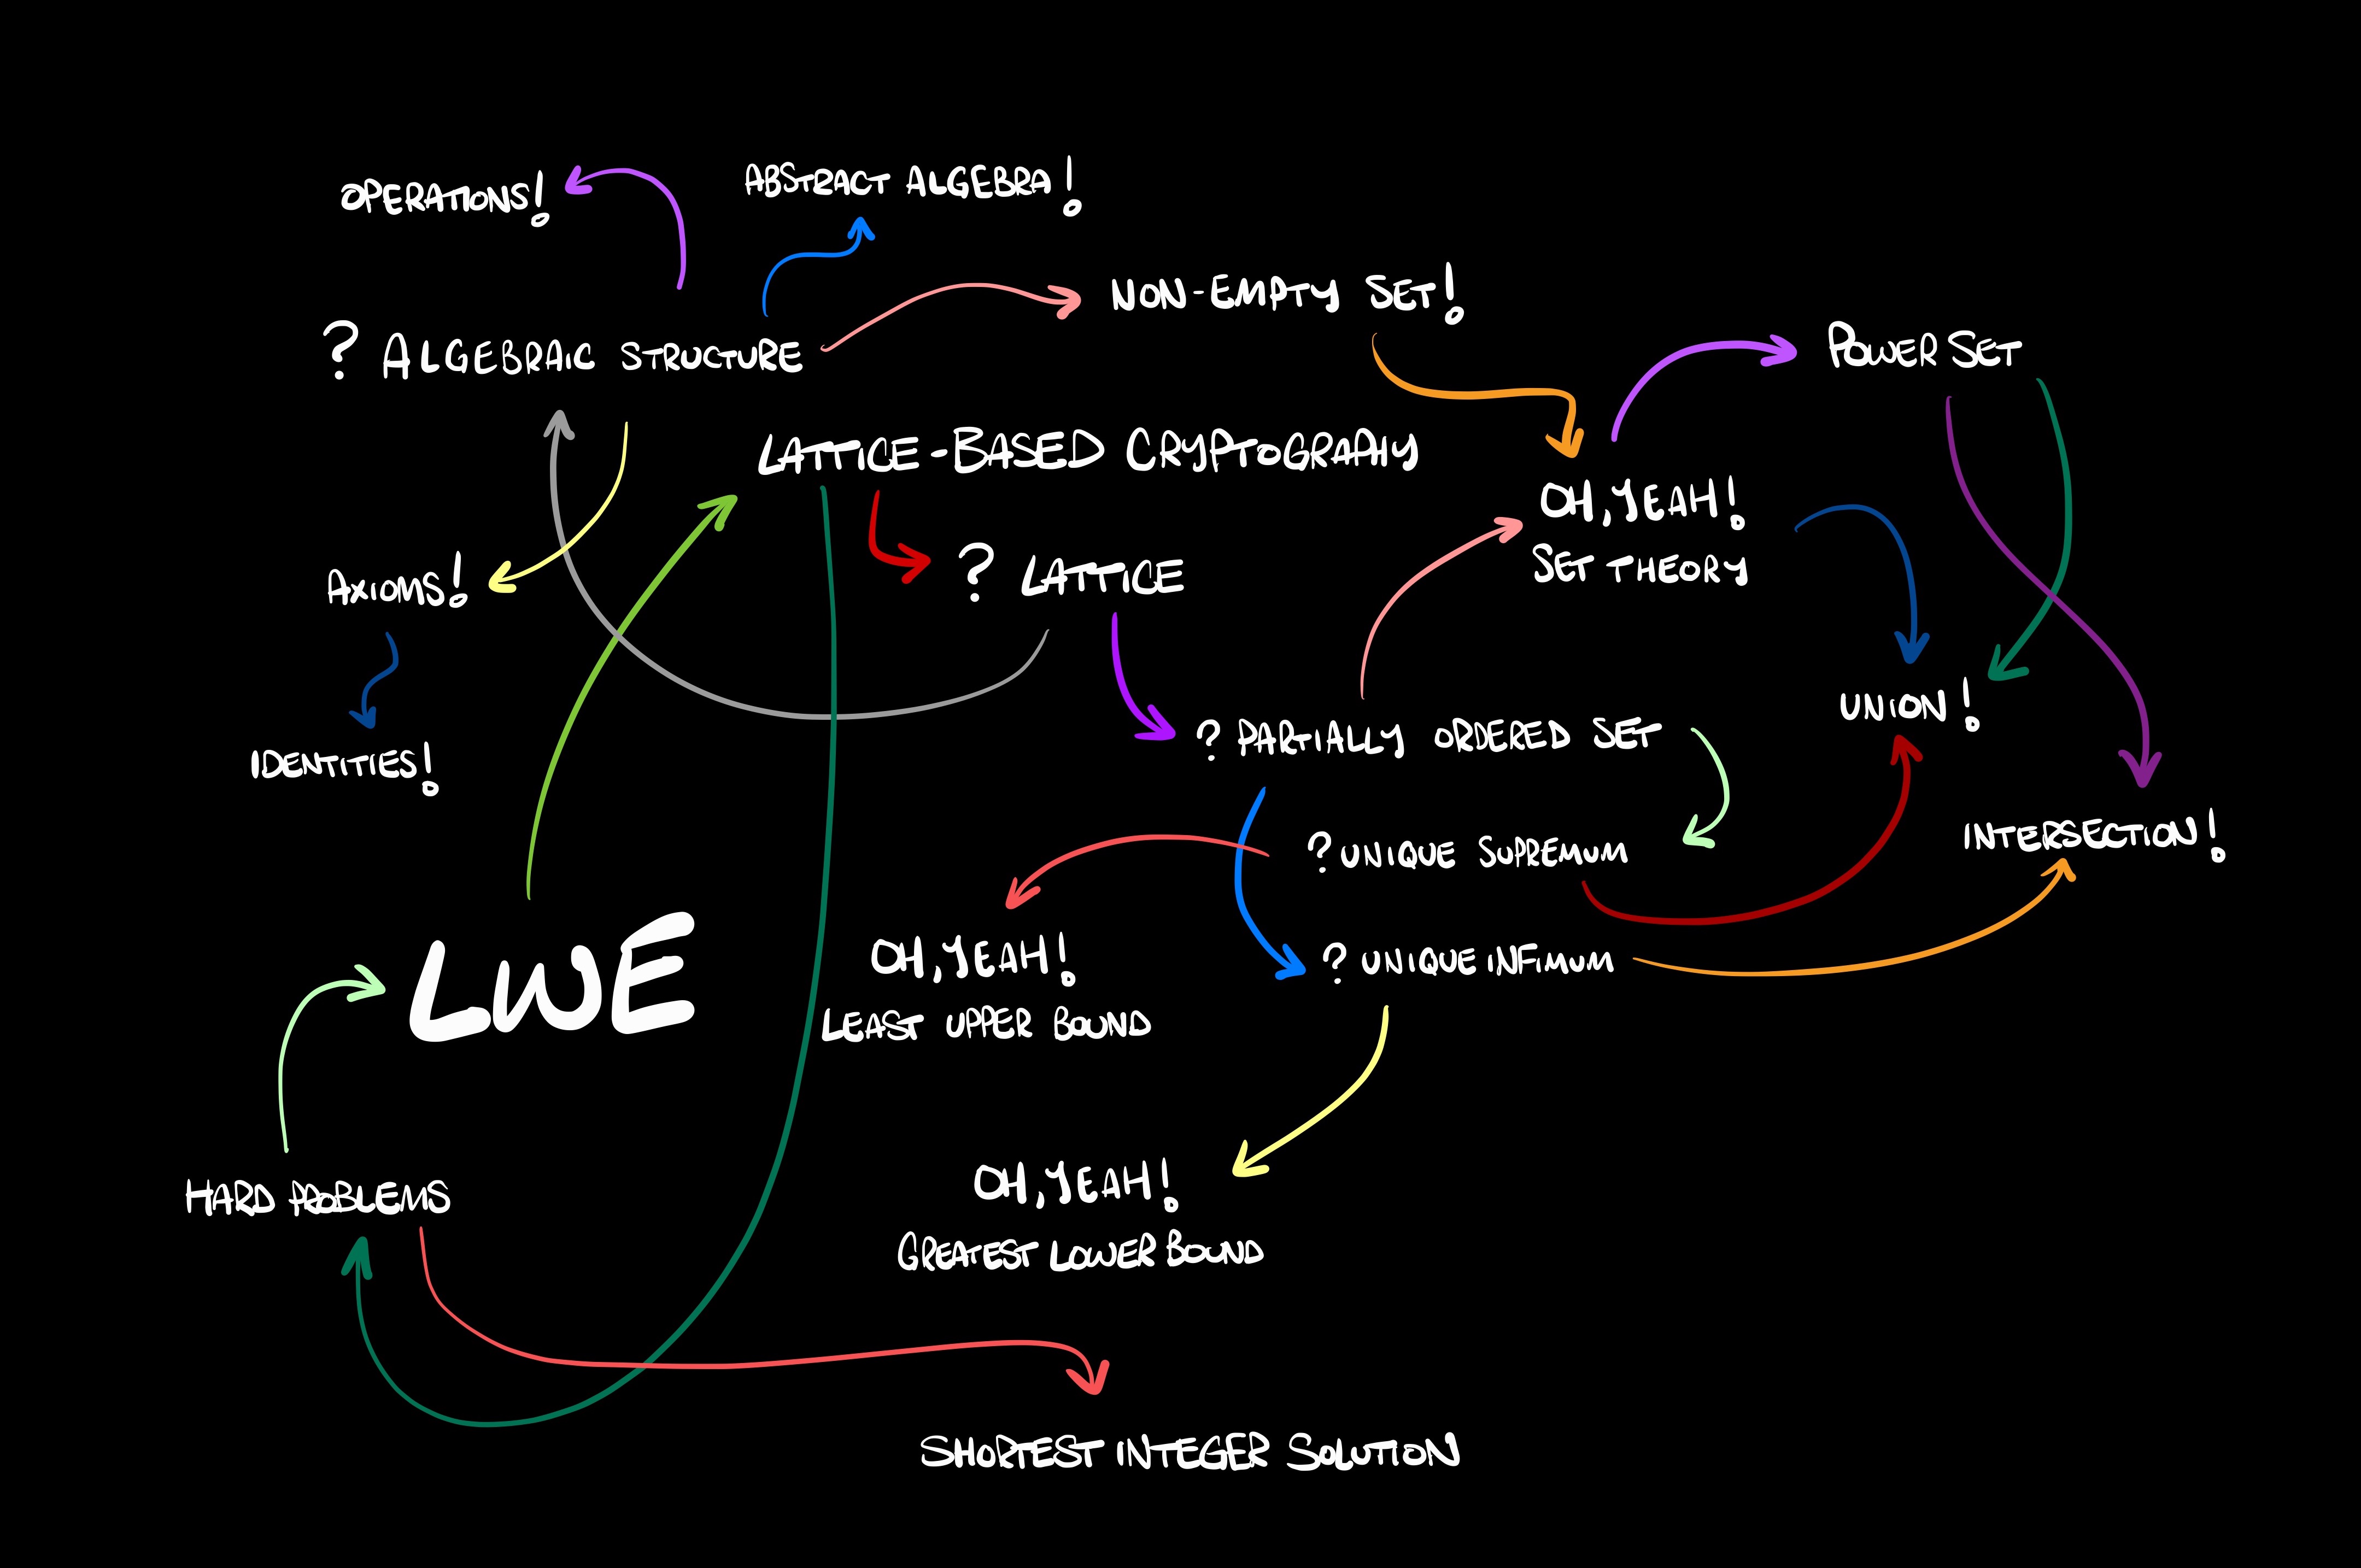 OPERATIONS!
ABSTRACT ALGEBRA!
NON-EMPTY SET!
? ALGEBRAIC STRUCTURE
POWER SET
LATTICE-BASED CRYPTOGRAPHY
OH, YEAH!
SET THEORY
AXIOMS!
? LATTICE
UNION!
? PARTIALLY ORDERED SET
IDENTITIES!
? UNIQUE SUPREMUM
INTERSECTION!
LWE
OH, YEAH!
LEAST UPPER BOUND
? UNIQUE INFIMUM
HARD PROBLEMS
OH, YEAH!
GREATEST LOWER BOUND
SHORTEST INTEGER SOLUTION